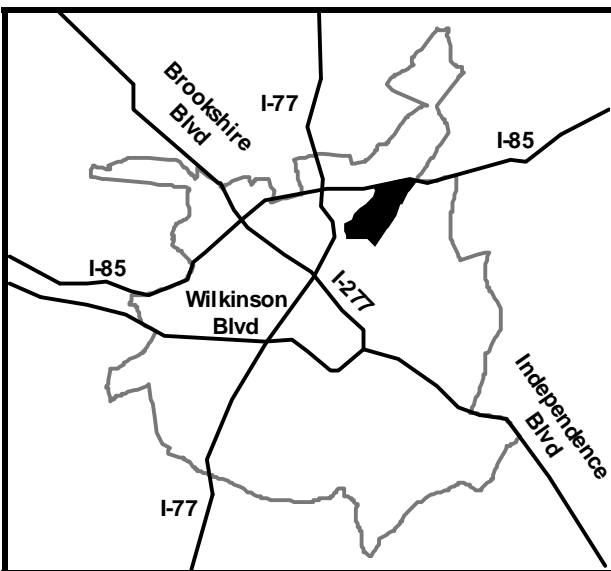 Brookshire
Blvd
I-77
I-85
I-85
I-277
Wilkinson
Blvd
Independence
Blvd
I-77